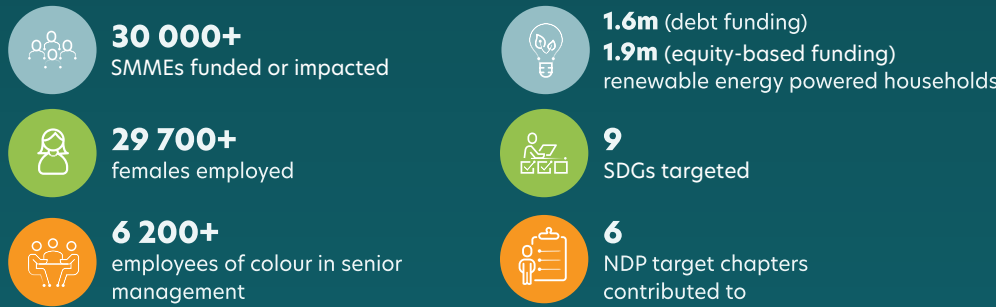 30 000+
SMMEs funded or impacted
29 700+
females employed
6 200+
employees of colour in senior
management
1.6m (debt funding)
1.9m (equity-based funding)
renewable energy powered households
9
SDGs targeted
6
NDP target chapters
contributed to